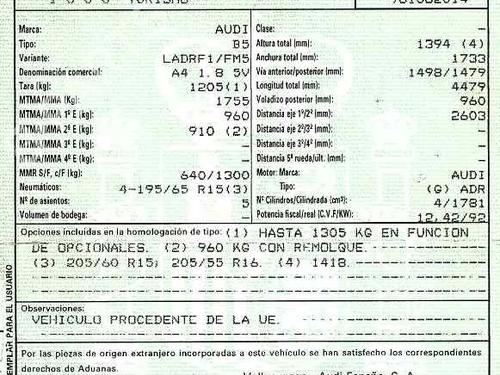 Marca: AUDI
Tipo: B5
Variante: LADRF1/FM5
Denominación comercial: A4 1.8 5V
Tara (kg): 1205(1)
MTMA/MMA (Kg): 1755
MTMA/MMA 1º E (kg): 960
MTMA/MMA 2º E (kg): 910 (2)
MTMA/MMA 3º E (kg): –
MTMA/MMA 4º E (kg): –
MMR S/F, c/F (kg): 640/1300
Neumáticos: 4-195/65 R15(3)
Nº de asientos: 5
Volumen de bodega: –
Clase: –
Altura total (mm): 1394 (4)
Anchura total (mm): 1733
Vía anterior/posterior (mm): 1498/1479
Longitud total (mm): 4479
Voladizo posterior (mm): 960
Distancia eje 1º/2º (mm): 2603
Distancia eje 2º/3º (mm): –
Distancia eje 3º/4º (mm): –
Distancia 5ª rueda/últ. (mm): –
Motor: Marca: AUDI
Tipo: (G) ADR
Nº Cilindros/Cilindrada (cm³): 4/1781
Potencia fiscal/real (C.V.F/KW): 12,42/92
Opciones incluidas en la homologación de tipo: (1) HASTA 1305 KG EN FUNCION
DE OPCIONALES. (2) 960 KG CON REMOLQUE.
(3) 205/60 R15; 205/55 R16. (4) 1418.
Observaciones:
VEHICULO PROCEDENTE DE LA UE.
Por las piezas de origen extranjero incorporadas a este vehículo se han satisfecho los correspondientes
derechos de Aduanas.
EMPLAR PARA EL USUARIO